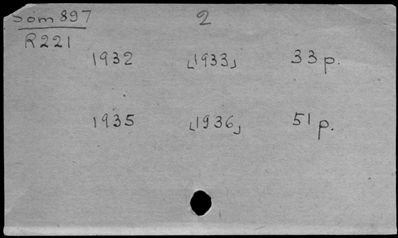 Som 897 2
R221
1932 ⌊1933⌋ 33 p.
1935 ⌊1936⌋ 51 p.